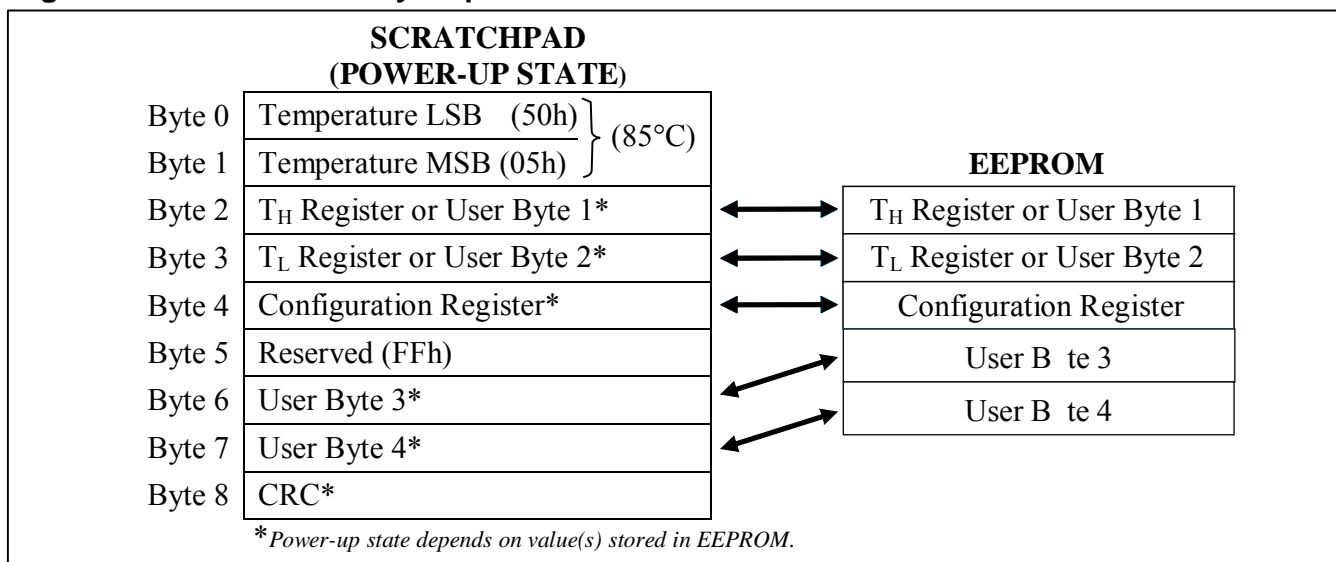 SCRATCHPAD
(POWER-UP STATE)
Byte 0 Temperature LSB (50h)
(85°C)
Byte 1 Temperature MSB (05h)
EEPROM
Byte 2 TH Register or User Byte 1* TH Register or User Byte 1
Byte 3 TL Register or User Byte 2* TL Register or User Byte 2
Byte 4 Configuration Register* Configuration Register
Byte 5 Reserved (FFh) User B te 3
Byte 6 User Byte 3* User B te 4
Byte 7 User Byte 4*
Byte 8 CRC*
*Power-up state depends on value(s) stored in EEPROM.